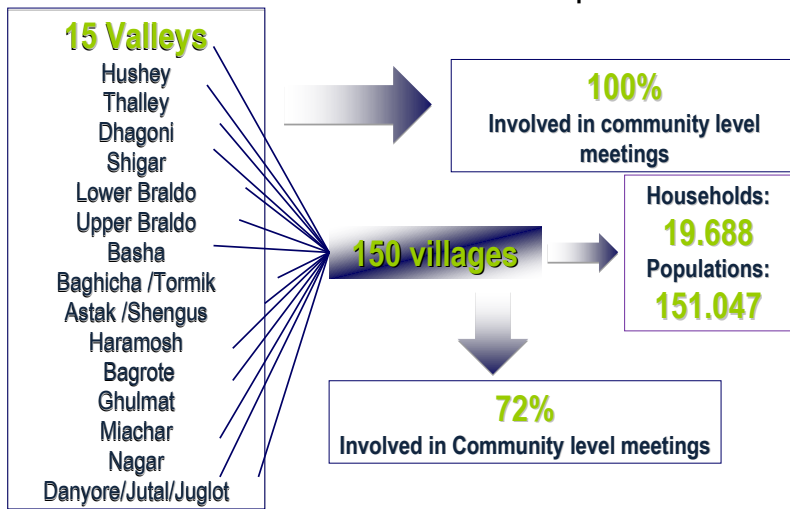 15 Valleys
Hushey
Thalley
Dhagoni
Shigar
Lower Braldo
Upper Braldo
Basha
Baghicha /Tormik
Astak /Shengus
Haramosh
Bagrote
Ghulmat
Miachar
Nagar
Danyore/Jutal/Juglot
150 villages
100%
Involved in community level
meetings
Households:
19.688
Populations:
151.047
72%
Involved in Community level meetings